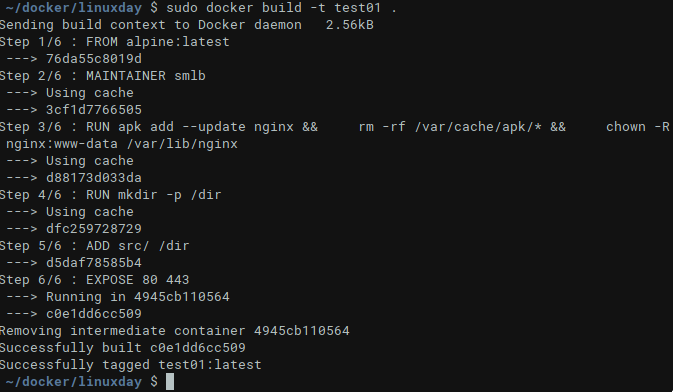 ~/docker/linuxday $ sudo docker build -t test01 .
Sending build context to Docker daemon   2.56kB
Step 1/6 : FROM alpine:latest
 ---> 76da55c8019d
Step 2/6 : MAINTAINER smlb
 ---> Using cache
 ---> 3cf1d7766505
Step 3/6 : RUN apk add --update nginx &&     rm -rf /var/cache/apk/* &&     chown -R
 nginx:www-data /var/lib/nginx
 ---> Using cache
 ---> d88173d033da
Step 4/6 : RUN mkdir -p /dir
 ---> Using cache
 ---> dfc259728729
Step 5/6 : ADD src/ /dir
 ---> d5daf78585b4
Step 6/6 : EXPOSE 80 443
 ---> Running in 4945cb110564
 ---> c0e1dd6cc509
Removing intermediate container 4945cb110564
Successfully built c0e1dd6cc509
Successfully tagged test01:latest
~/docker/linuxday $